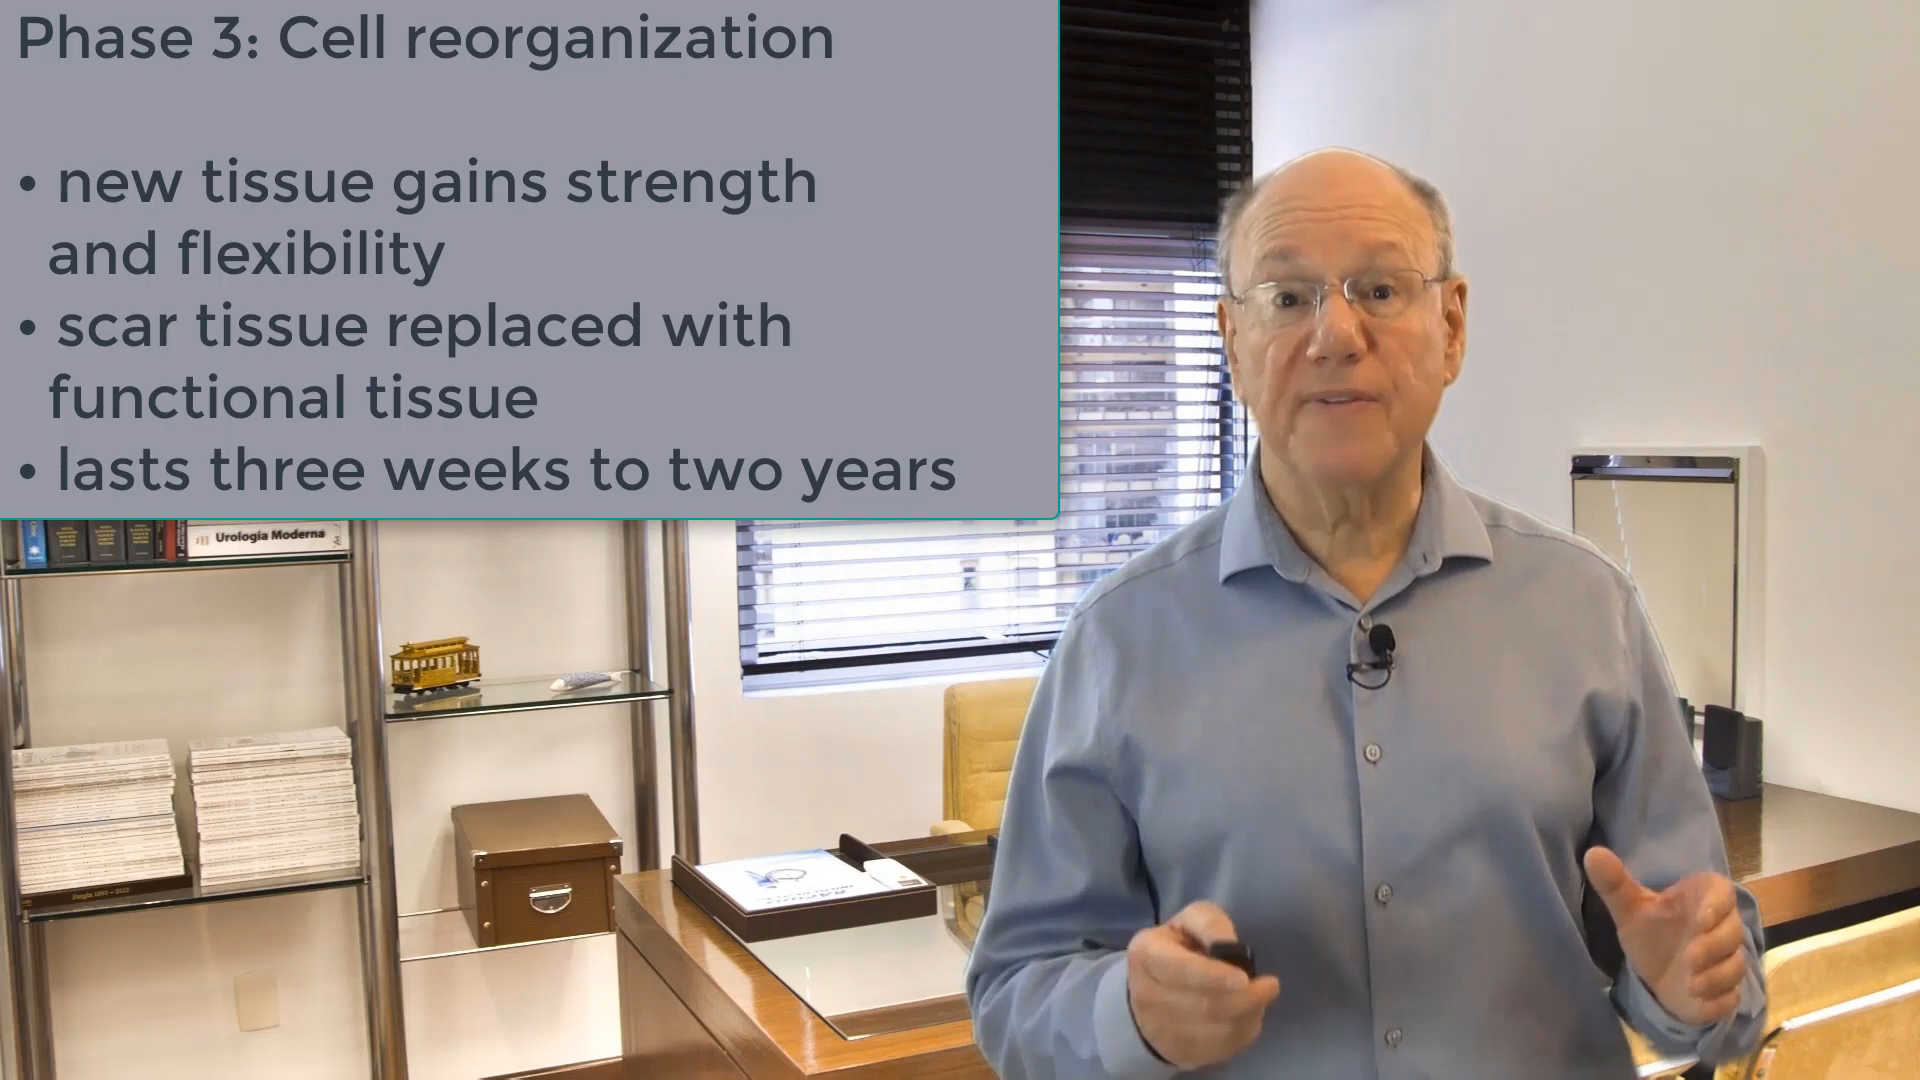 Phase 3: Cell reorganization
• new tissue gains strength
and flexibility
• scar tissue replaced with
functional tissue
• lasts three weeks to two years
Urologia Moderna